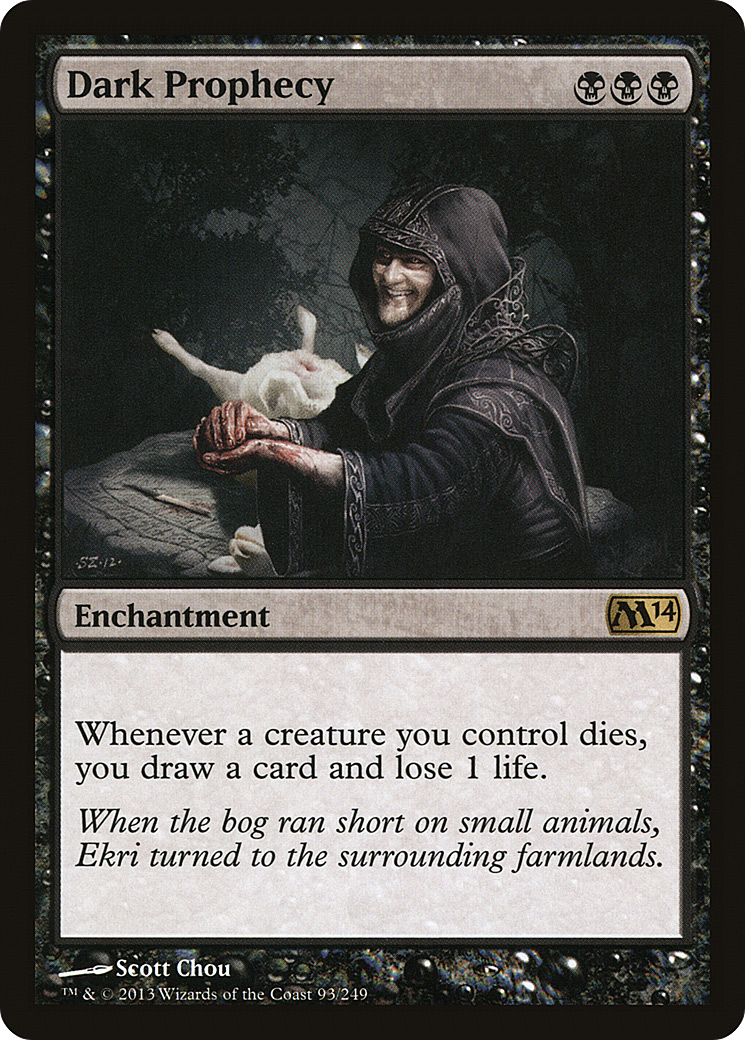 Dark Prophecy
SZ·12·
Enchantment
M14
Whenever a creature you control dies,
you draw a card and lose 1 life.
When the bog ran short on small animals,
Ekri turned to the surrounding farmlands.
Scott Chou
™ & © 2013 Wizards of the Coast 93/249